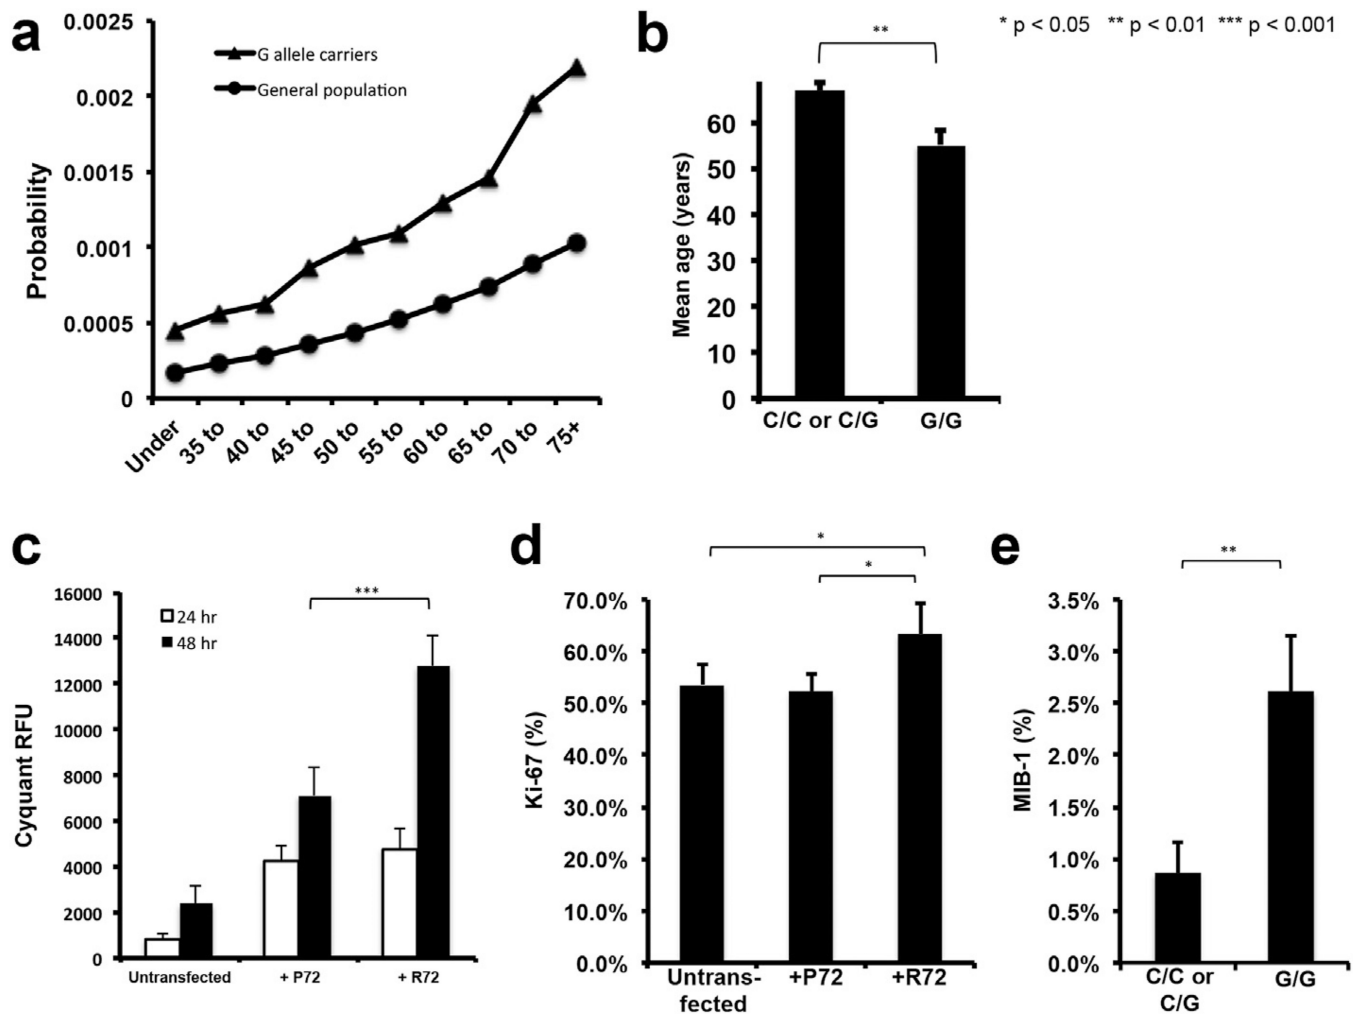 a
0.0025
0.002
0.0015
0.001
0.0005
0
Probability
G allele carriers
General population
Under
35 to
40 to
45 to
50 to
55 to
60 to
65 to
70 to
75+
b
* p < 0.05 ** p < 0.01 *** p < 0.001
**
60
50
40
30
20
10
0
Mean age (years)
C/C or C/G
G/G
c
16000
14000
12000
10000
8000
6000
4000
2000
0
Cyquant RFU
24 hr
48 hr
***
Untransfected
+ P72
+ R72
d
*
*
70.0%
60.0%
50.0%
40.0%
30.0%
20.0%
10.0%
0.0%
Ki-67 (%)
Untrans-
fected
+P72
+R72
e
**
3.5%
3.0%
2.5%
2.0%
1.5%
1.0%
0.5%
0.0%
MIB-1 (%)
C/C or
C/G
G/G